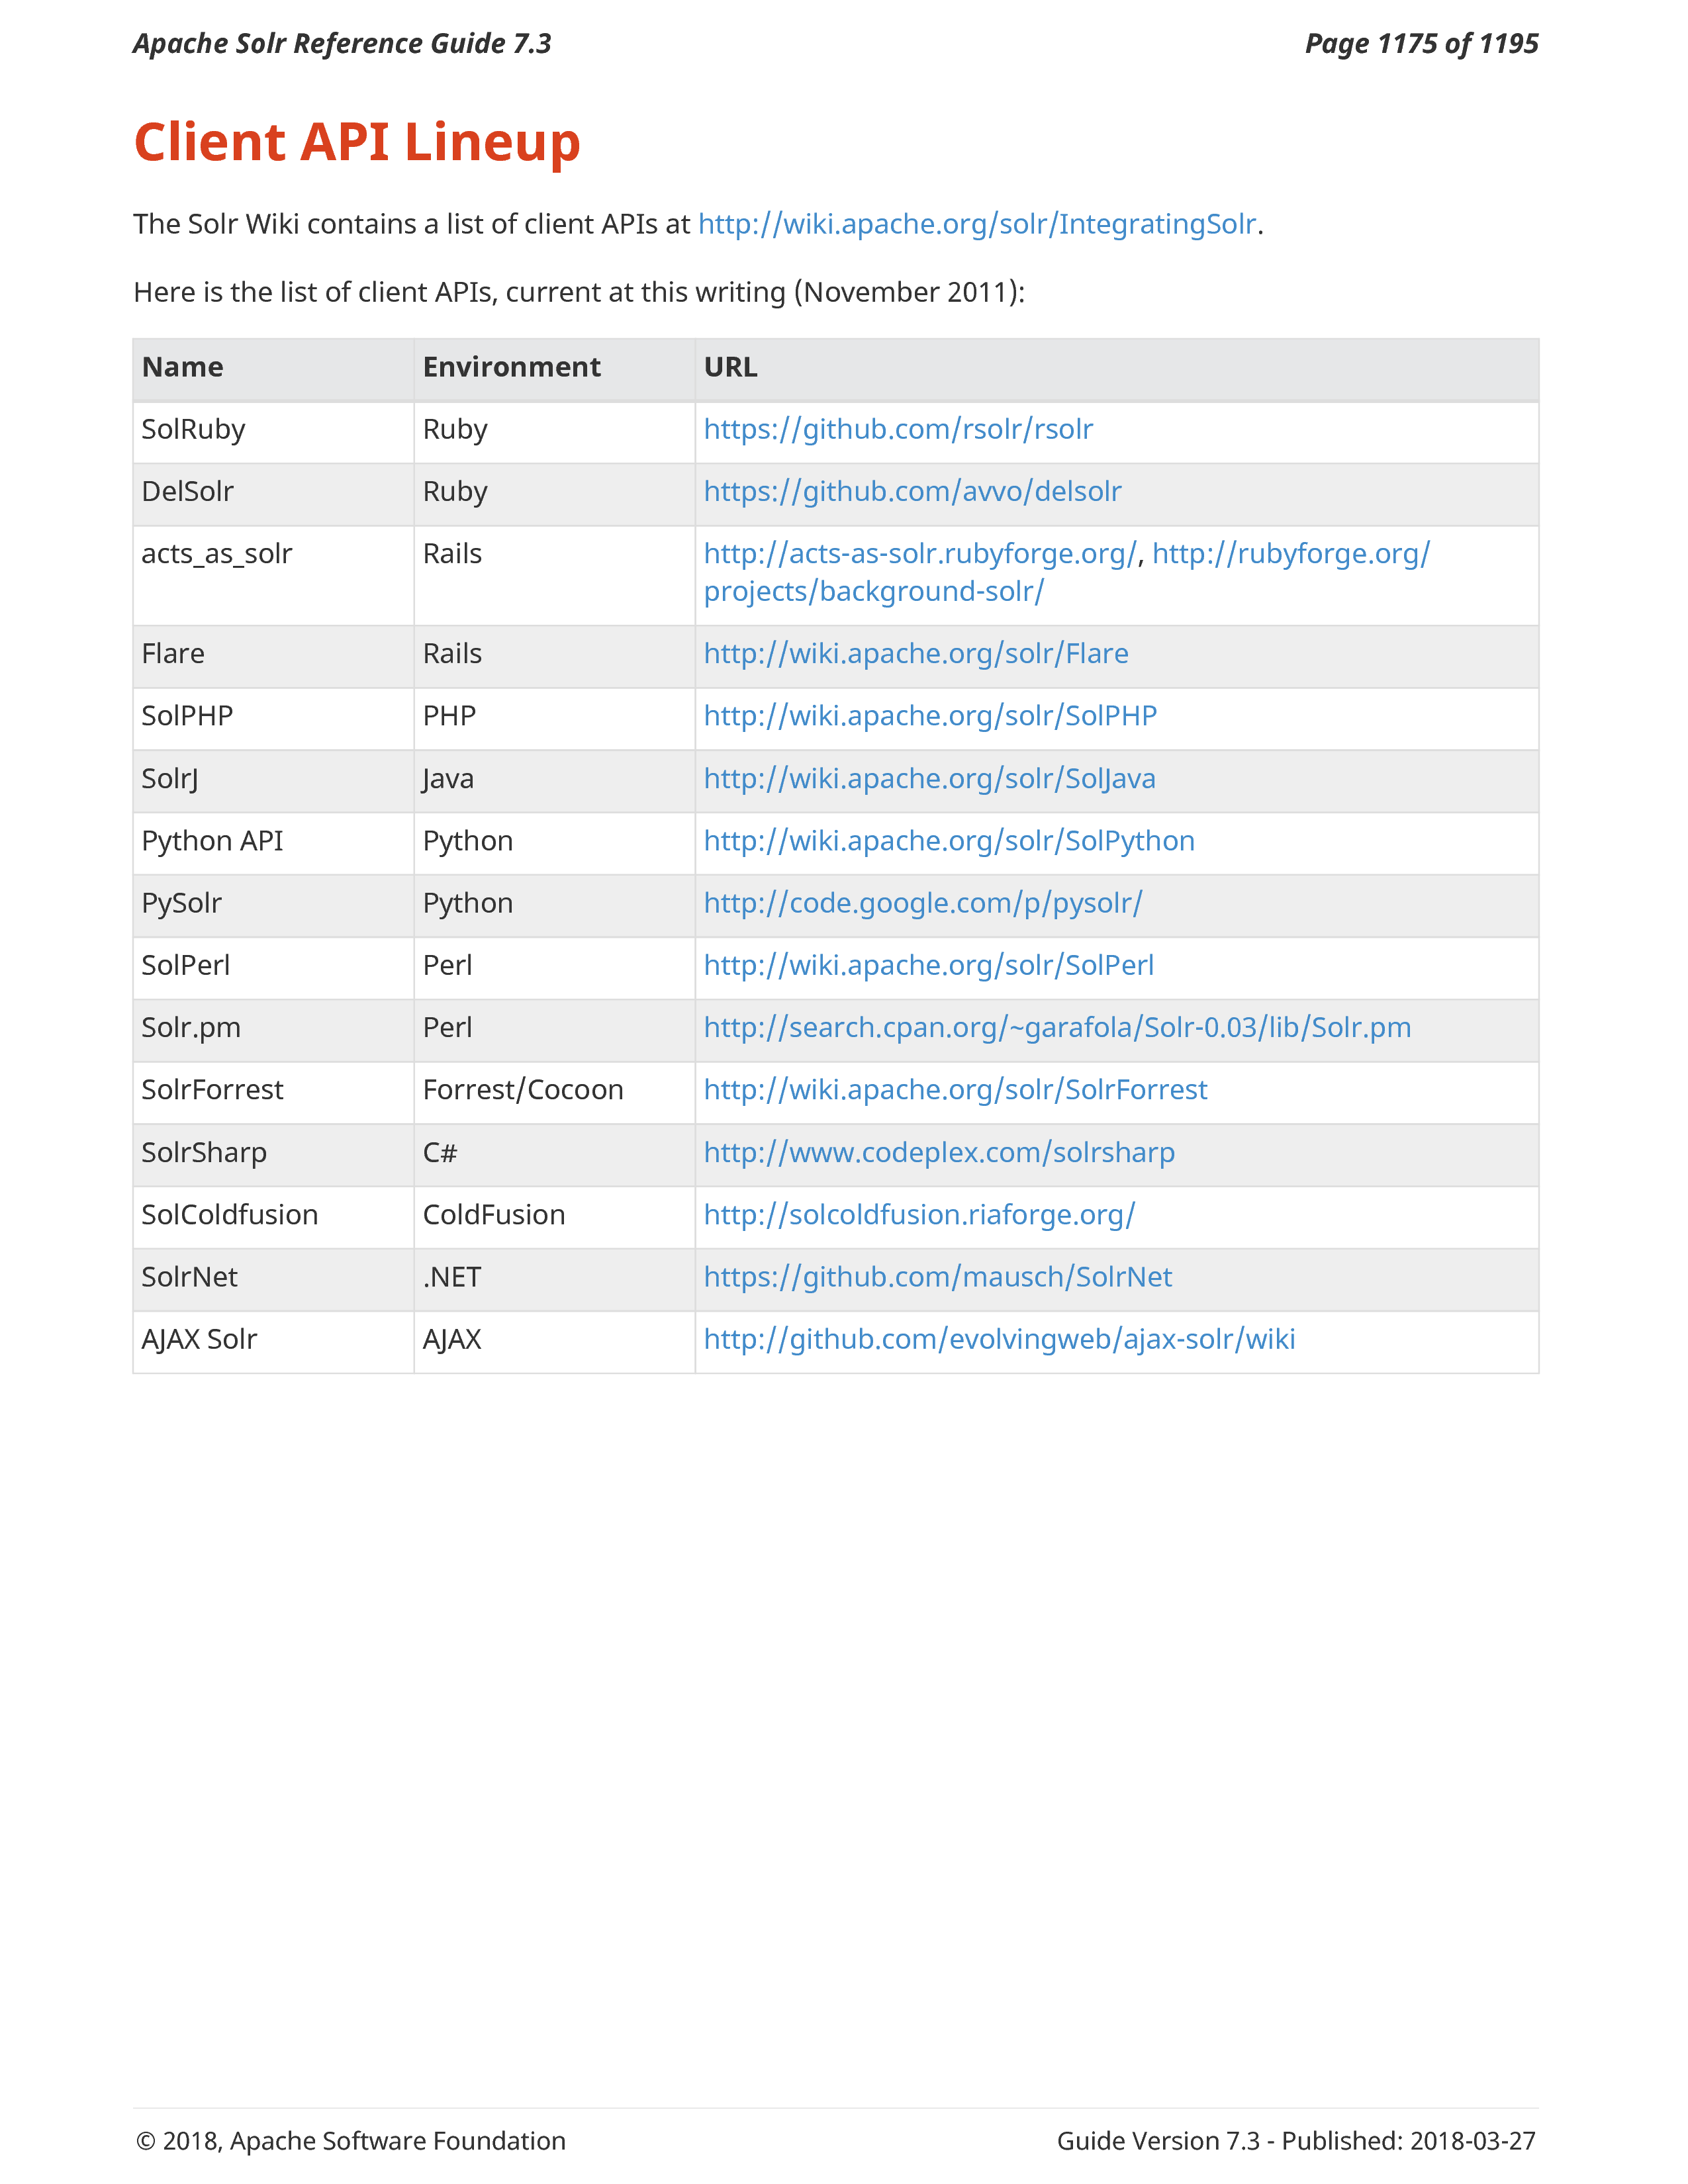 Apache Solr Reference Guide 7.3 Page 1175 of 1195
Client API Lineup
The Solr Wiki contains a list of client APIs at http://wiki.apache.org/solr/IntegratingSolr.
Here is the list of client APIs, current at this writing (November 2011):
Name Environment URL
SolRuby Ruby https://github.com/rsolr/rsolr
DelSolr Ruby https://github.com/avvo/delsolr
acts_as_solr Rails http://acts-as-solr.rubyforge.org/, http://rubyforge.org/
projects/background-solr/
Flare Rails http://wiki.apache.org/solr/Flare
SolPHP PHP http://wiki.apache.org/solr/SolPHP
SolrJ Java http://wiki.apache.org/solr/SolJava
Python API Python http://wiki.apache.org/solr/SolPython
PySolr Python http://code.google.com/p/pysolr/
SolPerl Perl http://wiki.apache.org/solr/SolPerl
Solr.pm Perl http://search.cpan.org/~garafola/Solr-0.03/lib/Solr.pm
SolrForrest Forrest/Cocoon http://wiki.apache.org/solr/SolrForrest
SolrSharp C# http://www.codeplex.com/solrsharp
SolColdfusion ColdFusion http://solcoldfusion.riaforge.org/
SolrNet .NET https://github.com/mausch/SolrNet
AJAX Solr AJAX http://github.com/evolvingweb/ajax-solr/wiki
© 2018, Apache Software Foundation Guide Version 7.3 - Published: 2018-03-27